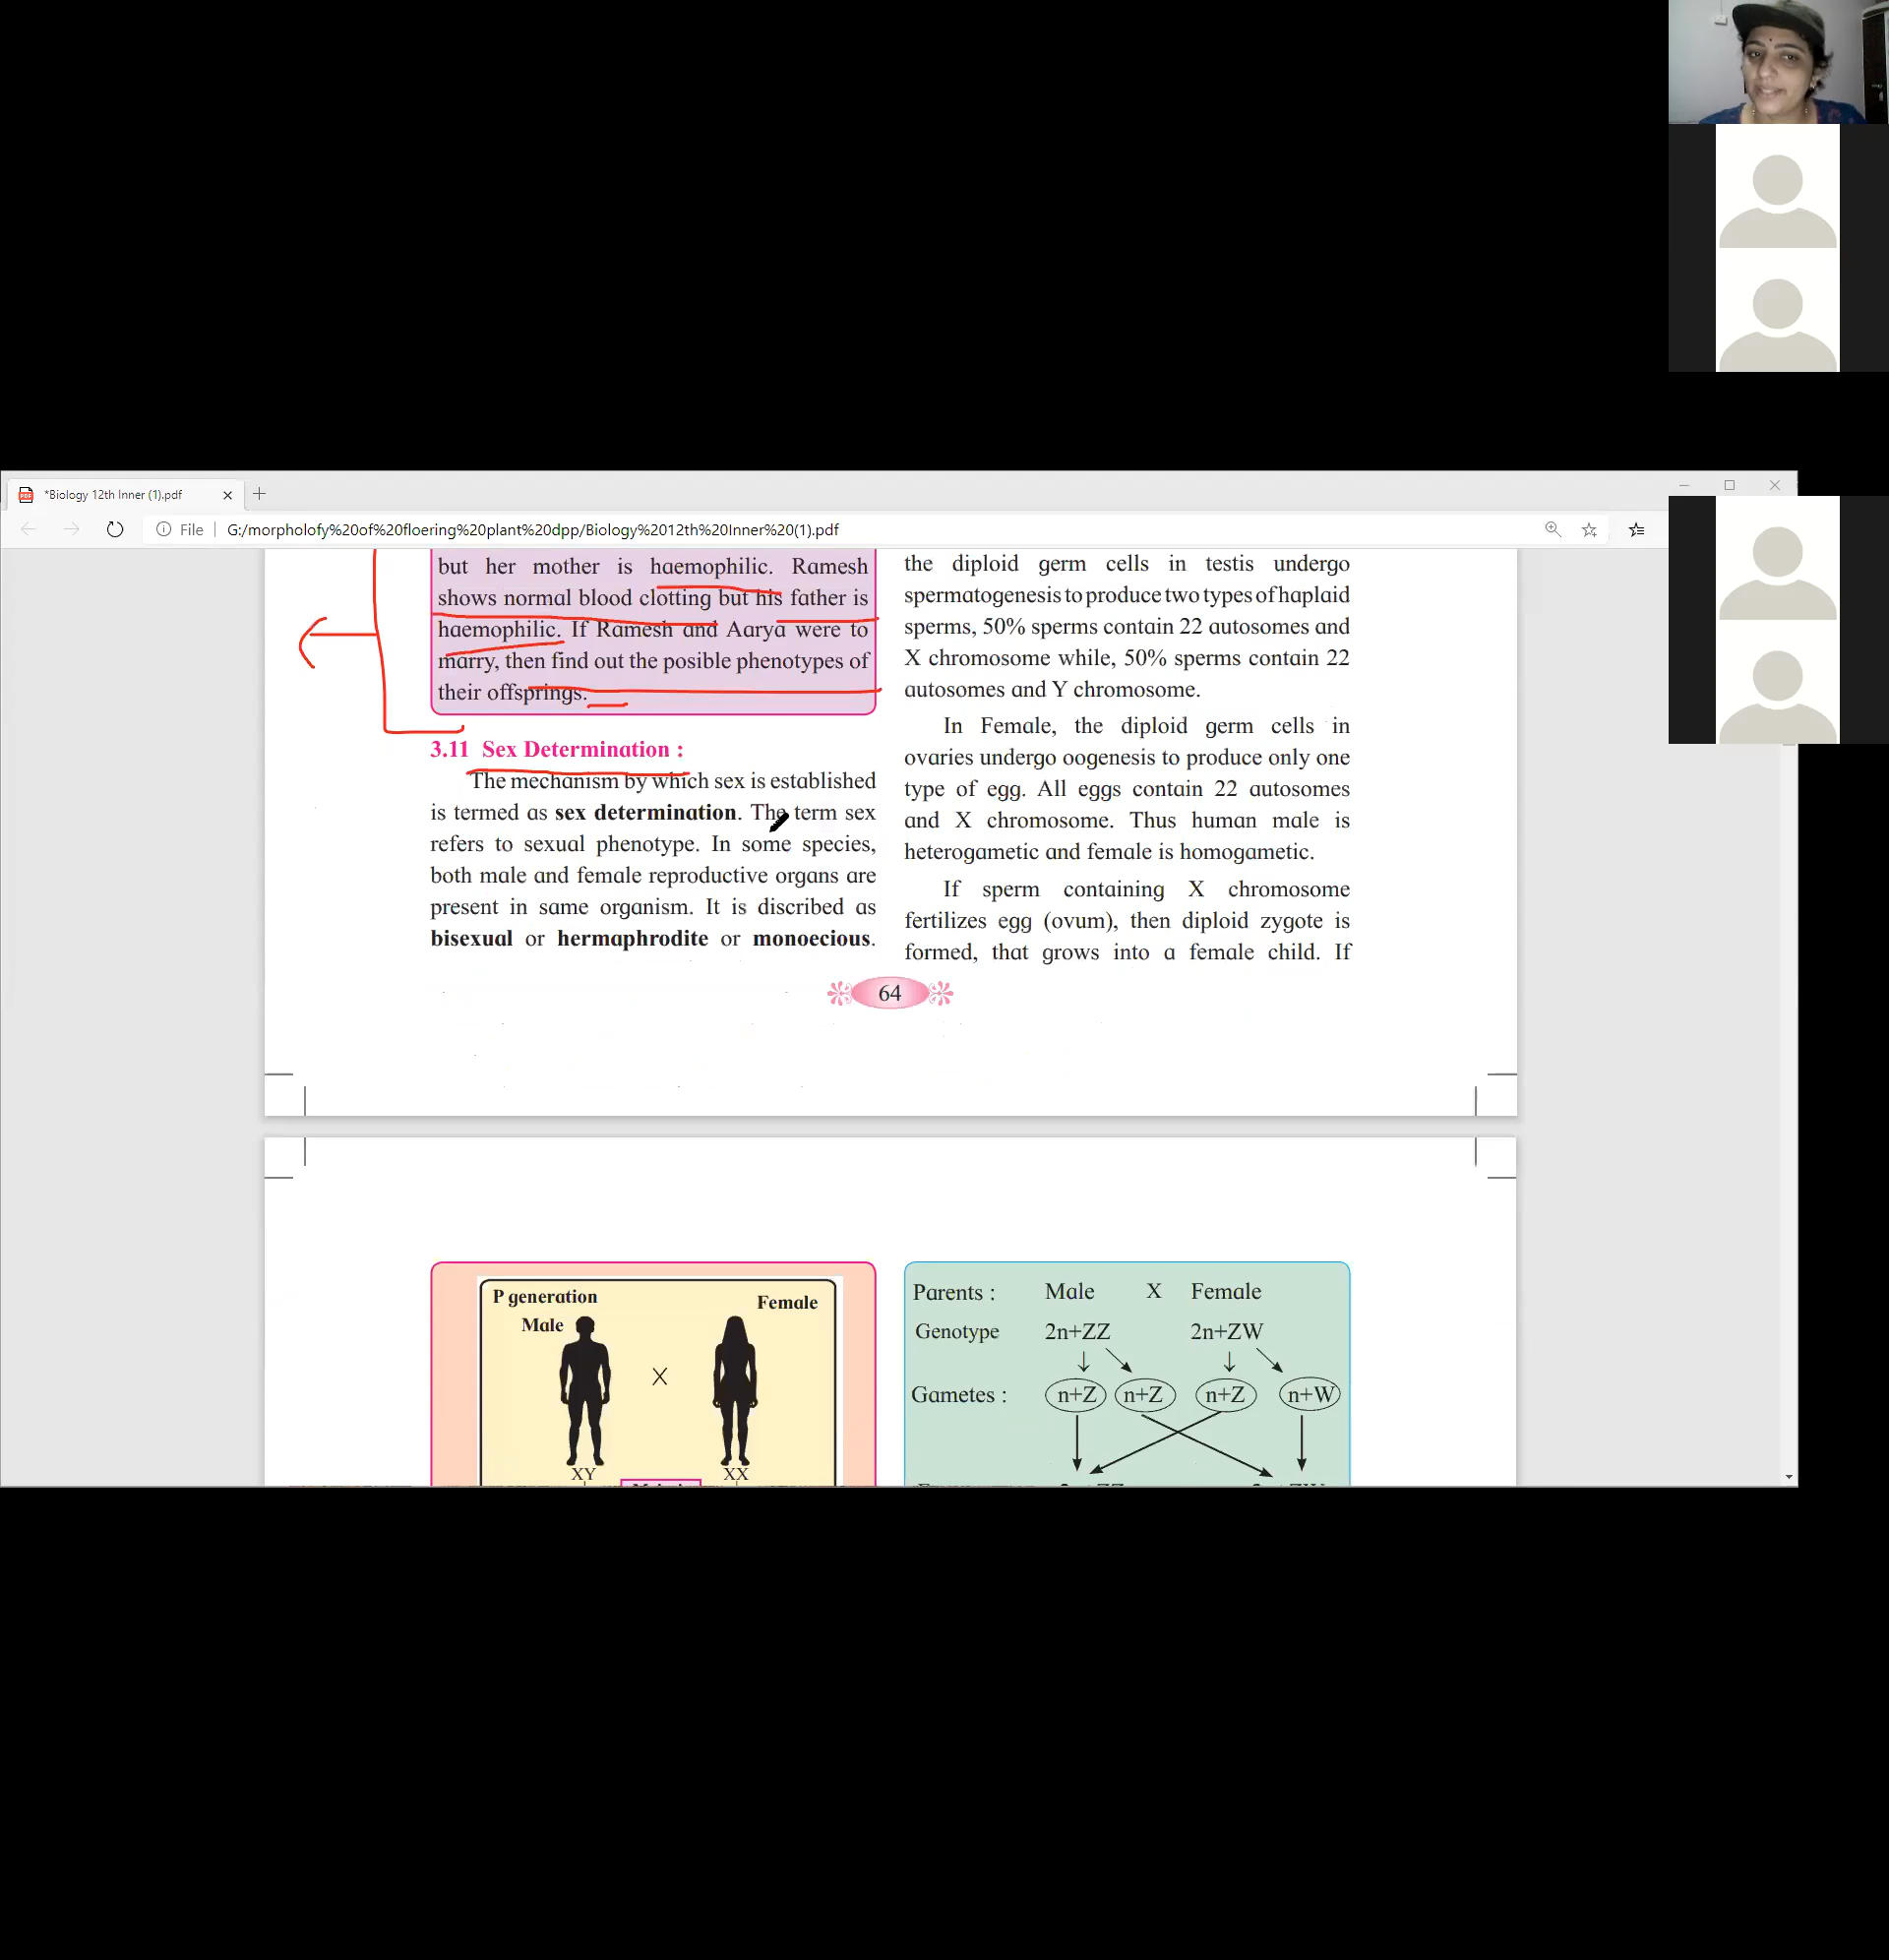 *Biology 12th Inner (1).pdf
File | G:/morpholofy%20of%20floering%20plant%20dpp/Biology%2012th%20Inner%20(1).pdf
but her mother is haemophilic. Ramesh
shows normal blood clotting but his father is
haemophilic. If Ramesh and Aarya were to
marry, then find out the posible phenotypes of
their offsprings.
3.11 Sex Determination :
The mechanism by which sex is established
is termed as sex determination. The term sex
refers to sexual phenotype. In some species,
both male and female reproductive organs are
present in same organism. It is discribed as
bisexual or hermaphrodite or monoecious.
the diploid germ cells in testis undergo
spermatogenesis to produce two types of haplaid
sperms, 50% sperms contain 22 autosomes and
X chromosome while, 50% sperms contain 22
autosomes and Y chromosome.
In Female, the diploid germ cells in
ovaries undergo oogenesis to produce only one
type of egg. All eggs contain 22 autosomes
and X chromosome. Thus human male is
heterogametic and female is homogametic.
If sperm containing X chromosome
fertilizes egg (ovum), then diploid zygote is
formed, that grows into a female child. If
64
P generation
Female
Male
X
XY XX
Parents : Male X Female
Genotype 2n+ZZ 2n+ZW
Gametes : n+Z n+Z n+Z n+W